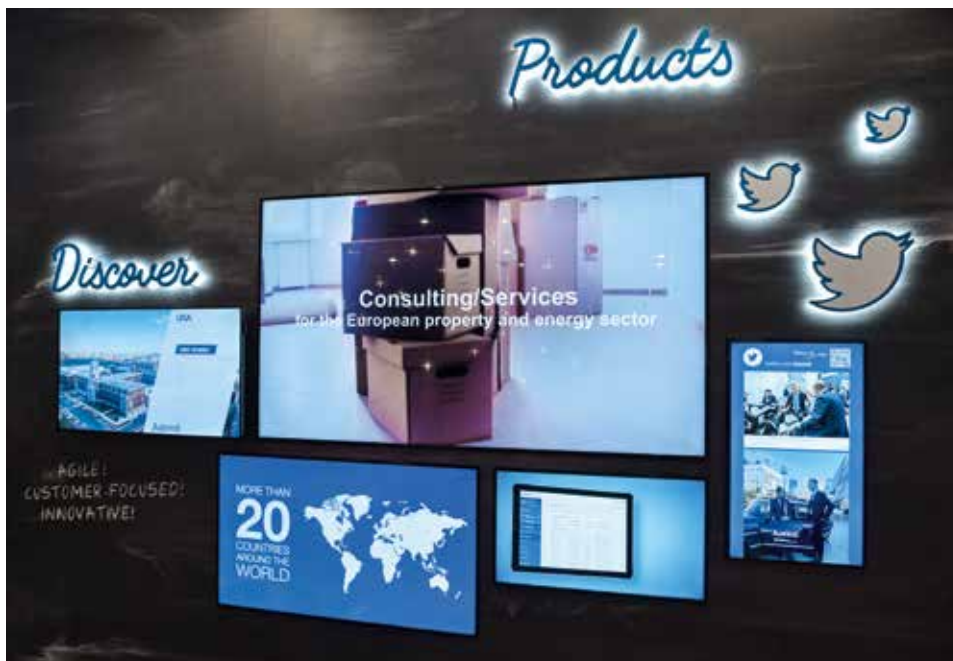 Products
Discover
Consulting/Services
for the European property and energy sector
USA
AGILE!
CUSTOMER-FOCUSED!
INNOVATIVE!
MORE THAN
20
COUNTRIES
AROUND THE
WORLD